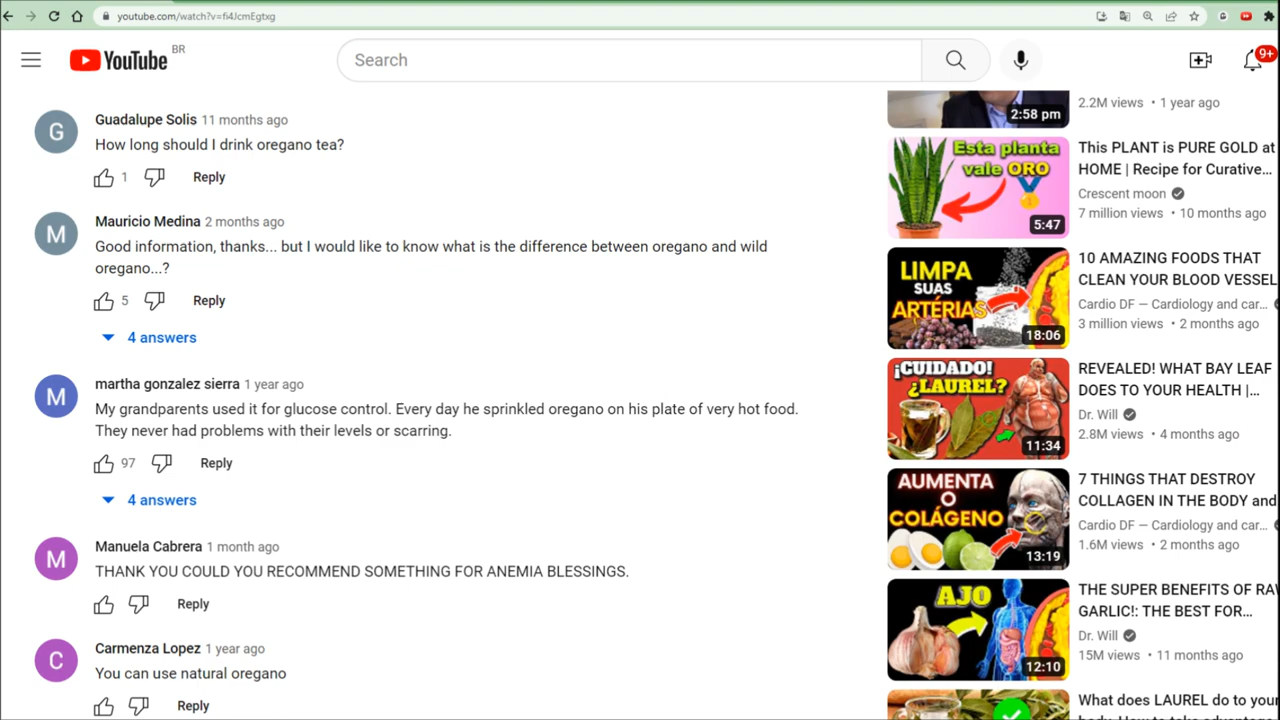 youtube.com/watch?v=fi4JcmEgtxg
YouTube BR
Search
9+
Guadalupe Solis 11 months ago
How long should I drink oregano tea?
1 Reply
Mauricio Medina 2 months ago
Good information, thanks... but I would like to know what is the difference between oregano and wild
oregano...?
5 Reply
4 answers
martha gonzalez sierra 1 year ago
My grandparents used it for glucose control. Every day he sprinkled oregano on his plate of very hot food.
They never had problems with their levels or scarring.
97 Reply
4 answers
Manuela Cabrera 1 month ago
THANK YOU COULD YOU RECOMMEND SOMETHING FOR ANEMIA BLESSINGS.
Reply
Carmenza Lopez 1 year ago
You can use natural oregano
Reply
2:58 pm
2.2M views • 1 year ago
Esta planta
vale ORO
5:47
This PLANT is PURE GOLD at
HOME | Recipe for Curative...
Crescent moon
7 million views • 10 months ago
LIMPA
SUAS
ARTÉRIAS
18:06
10 AMAZING FOODS THAT
CLEAN YOUR BLOOD VESSEL
Cardio DF — Cardiology and car...
3 million views • 2 months ago
¡CUIDADO!
¿LAUREL?
11:34
REVEALED! WHAT BAY LEAF
DOES TO YOUR HEALTH |...
Dr. Will
2.8M views • 4 months ago
AUMENTA
O
COLÁGENO
13:19
7 THINGS THAT DESTROY
COLLAGEN IN THE BODY and
Cardio DF — Cardiology and car...
1.6M views • 2 months ago
AJO
12:10
THE SUPER BENEFITS OF RA
GARLIC!: THE BEST FOR...
Dr. Will
15M views • 11 months ago
What does LAUREL do to you